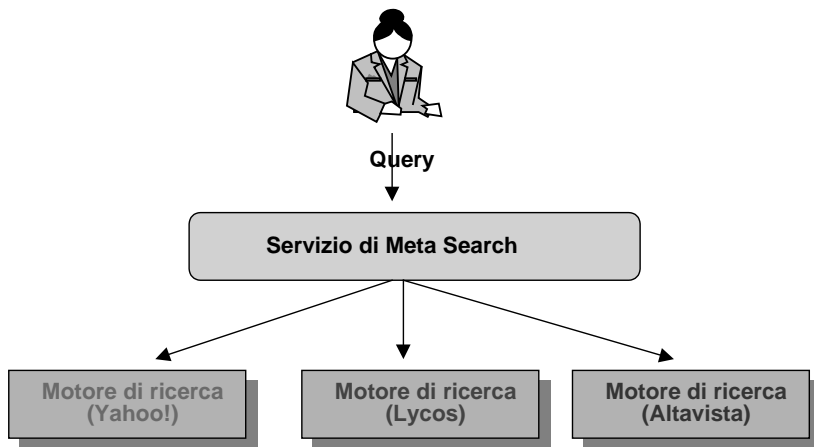 Query
Servizio di Meta Search
Motore di ricerca
(Yahoo!)
Motore di ricerca
(Lycos)
Motore di ricerca
(Altavista)